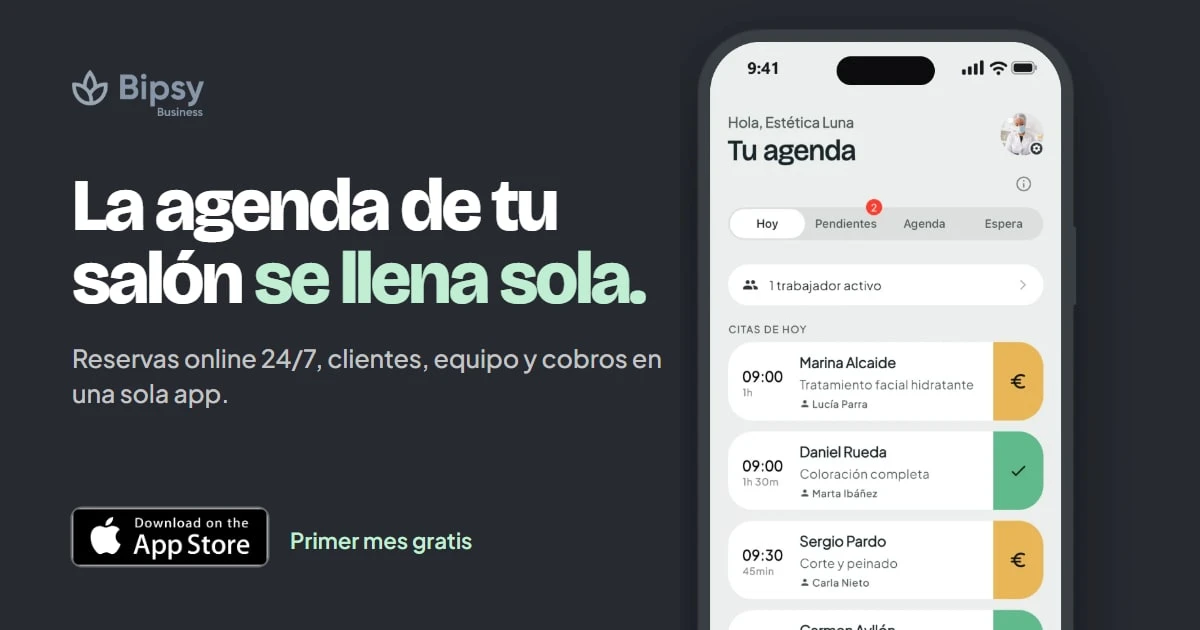 Bipsy
Business
La agenda de tu
salón se llena sola.
Reservas online 24/7, clientes, equipo y cobros en
una sola app.
Download on the
App Store
Primer mes gratis
9:41
Hola, Estética Luna
Tu agenda
Hoy
Pendientes
2
Agenda
Espera
1 trabajador activo
CITAS DE HOY
09:00
1h
Marina Alcaide
Tratamiento facial hidratante
Lucía Parra
€
09:00
1h 30m
Daniel Rueda
Coloración completa
Marta Ibáñez
09:30
45min
Sergio Pardo
Corte y peinado
Carla Nieto
€
Carmen Ayllón